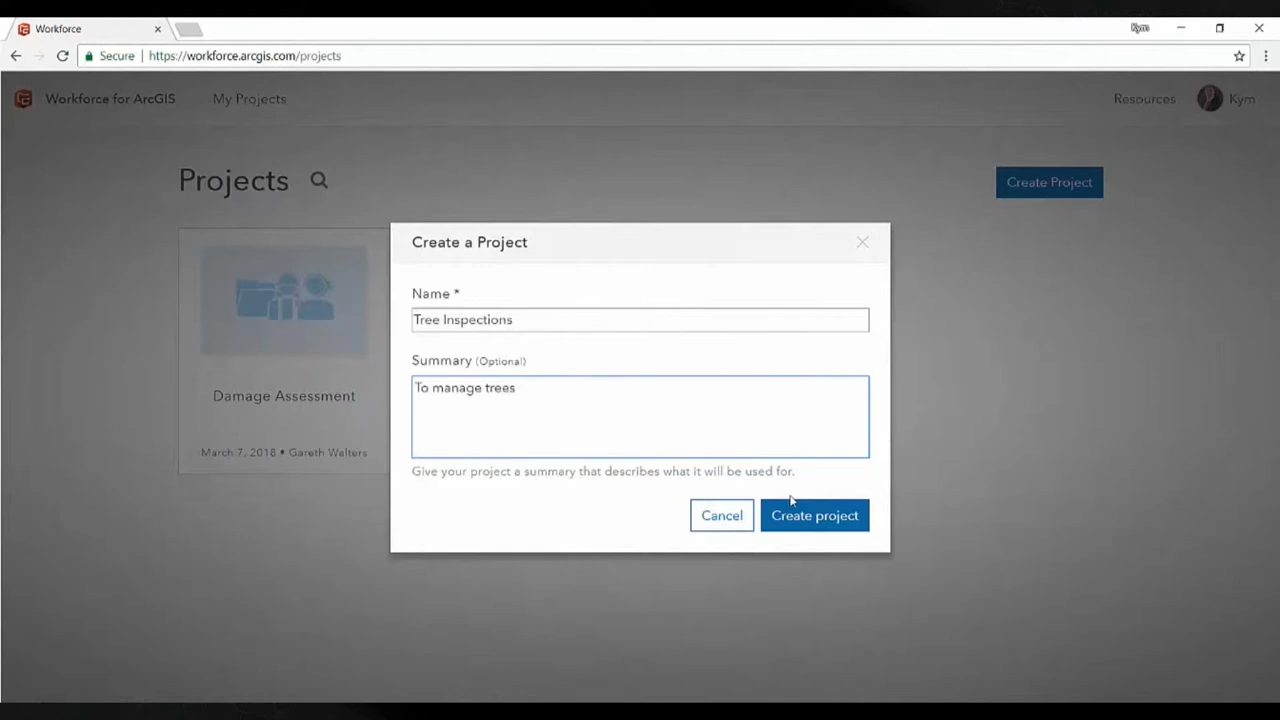 Workforce
Kym
Secure https://workforce.arcgis.com/projects
Workforce for ArcGIS My Projects Resources Kym
Projects
Create Project
Create a Project
Name *
Tree Inspections
Summary (Optional)
To manage trees
Give your project a summary that describes what it will be used for.
Cancel Create project
Damage Assessment
March 7, 2018 • Gareth Walters